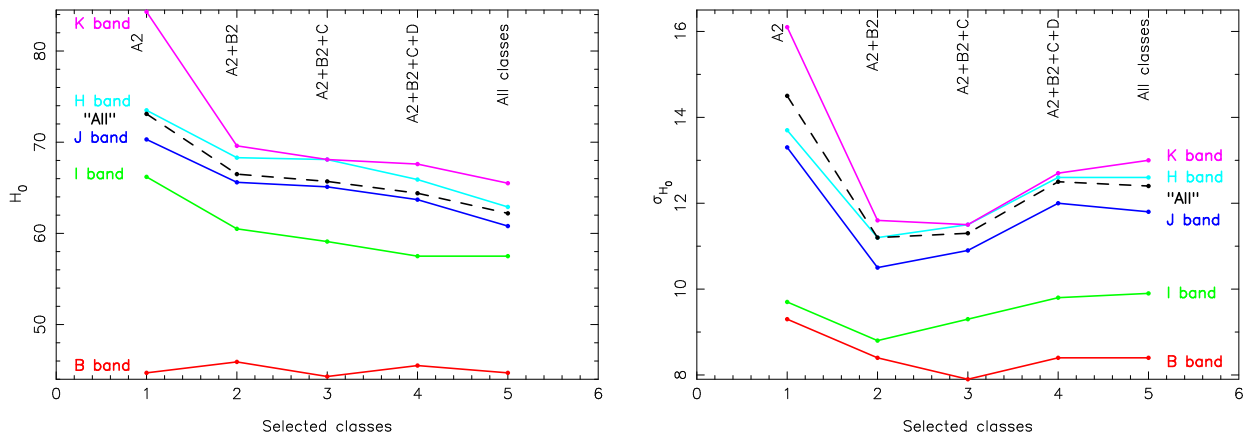 K band
H band
"All"
J band
I band
B band
A2
A2+B2
A2+B2+C
A2+B2+C+D
All classes
80
70
60
50
H0
0 1 2 3 4 5 6
Selected classes
A2
A2+B2
A2+B2+C
A2+B2+C+D
All classes
16
14
12
10
8
σH0
K band
H band
"All"
J band
I band
B band
0 1 2 3 4 5 6
Selected classes